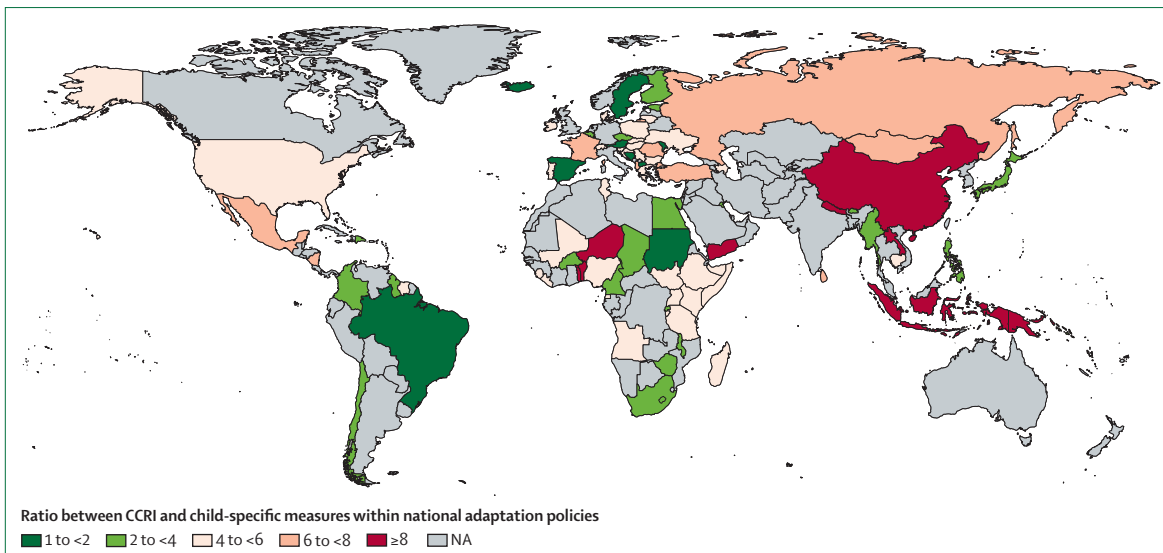 Ratio between CCRI and child-specific measures within national adaptation policies
1 to <2 2 to <4 4 to <6 6 to <8 ≥8 NA